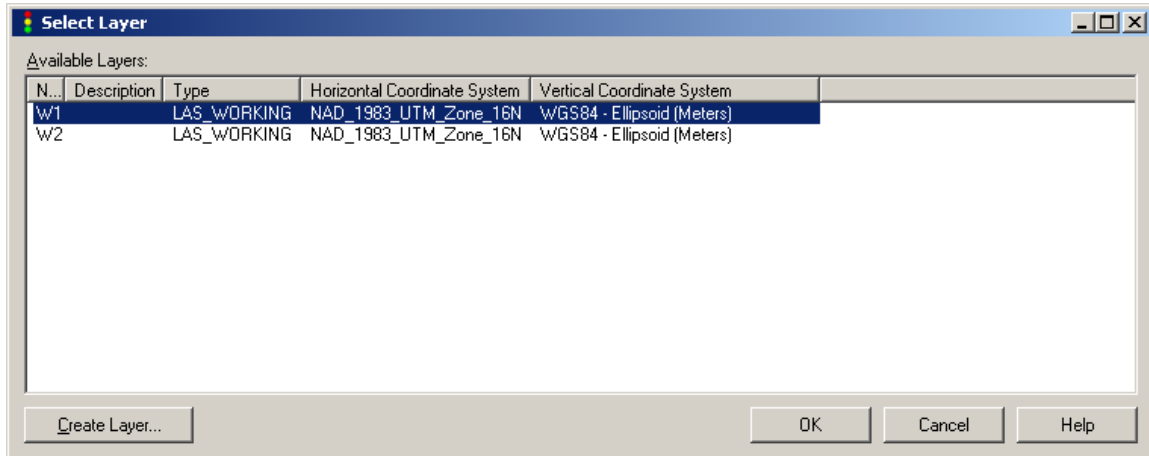 Select Layer
Available Layers:
N... Description Type Horizontal Coordinate System Vertical Coordinate System
W1 LAS_WORKING NAD_1983_UTM_Zone_16N WGS84 - Ellipsoid (Meters)
W2 LAS_WORKING NAD_1983_UTM_Zone_16N WGS84 - Ellipsoid (Meters)
Create Layer... OK Cancel Help